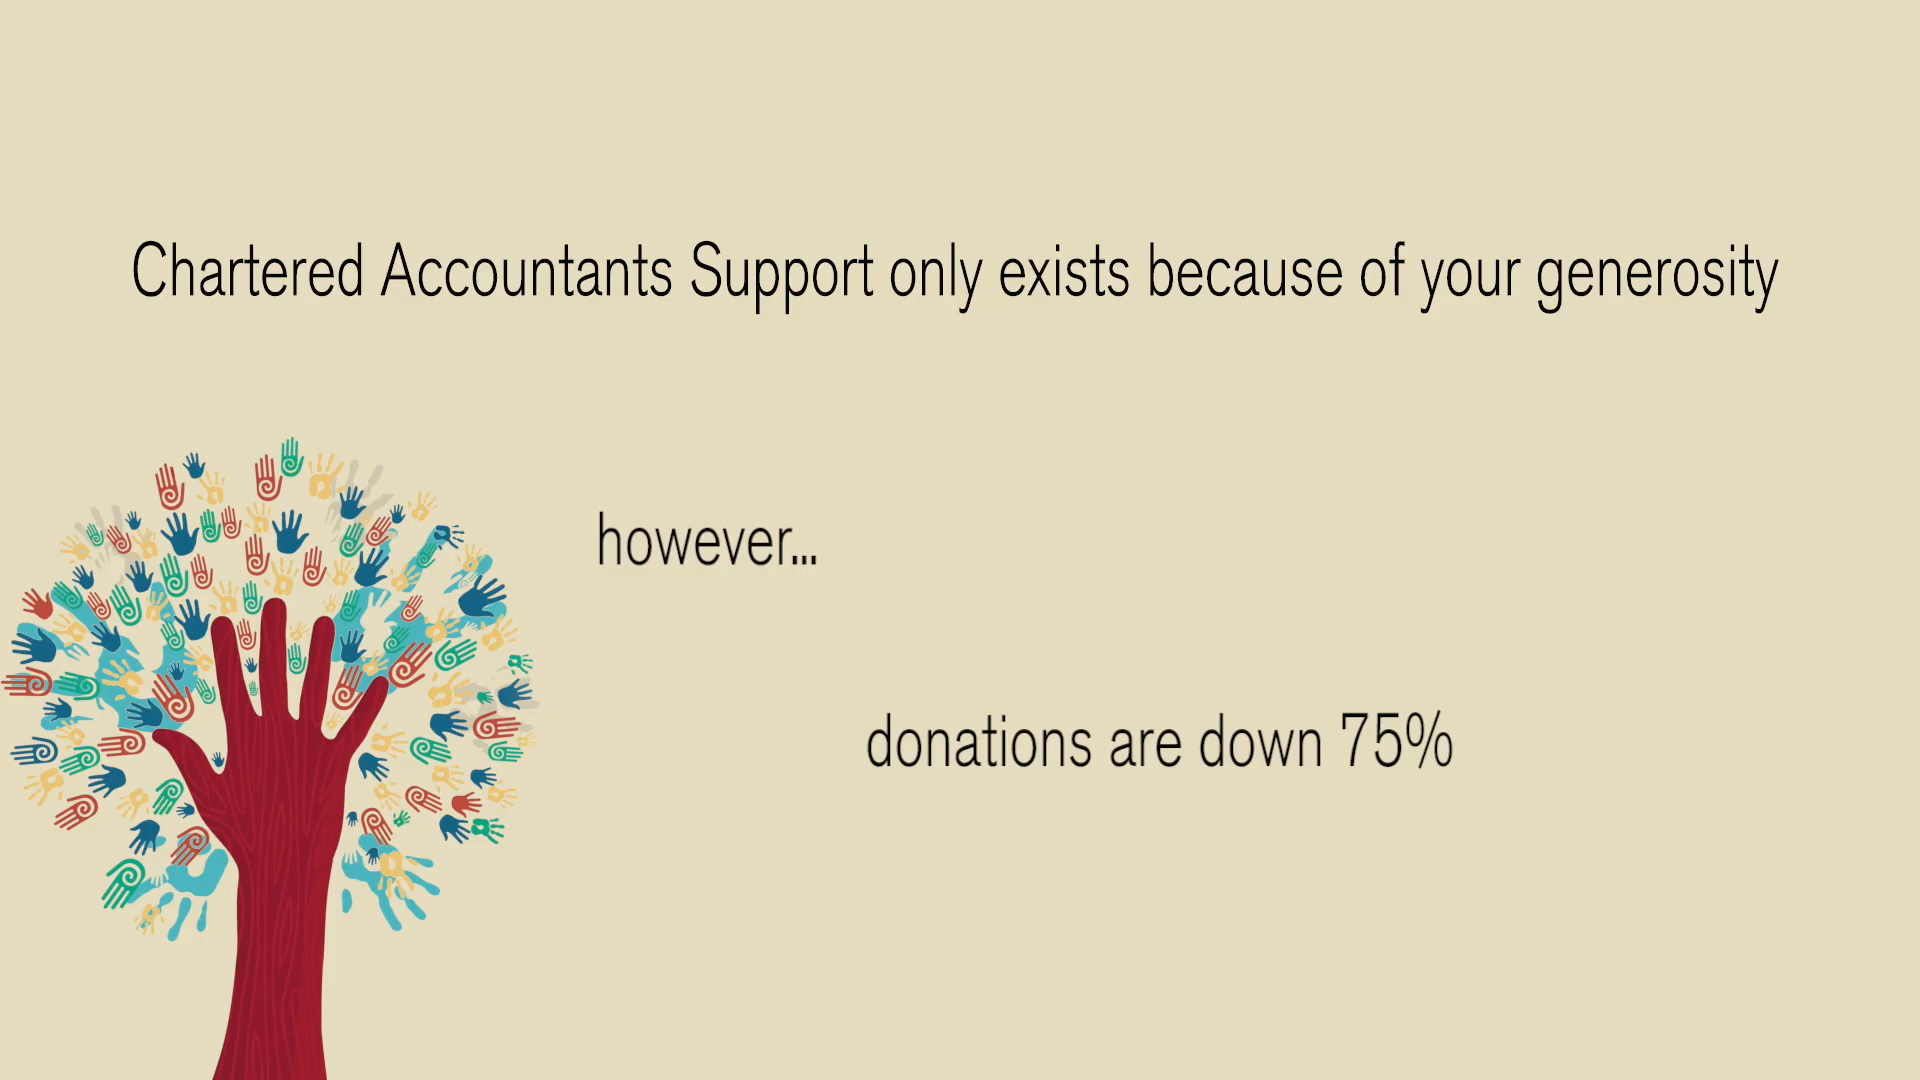 Chartered Accountants Support only exists because of your generosity
however...
donations are down 75%